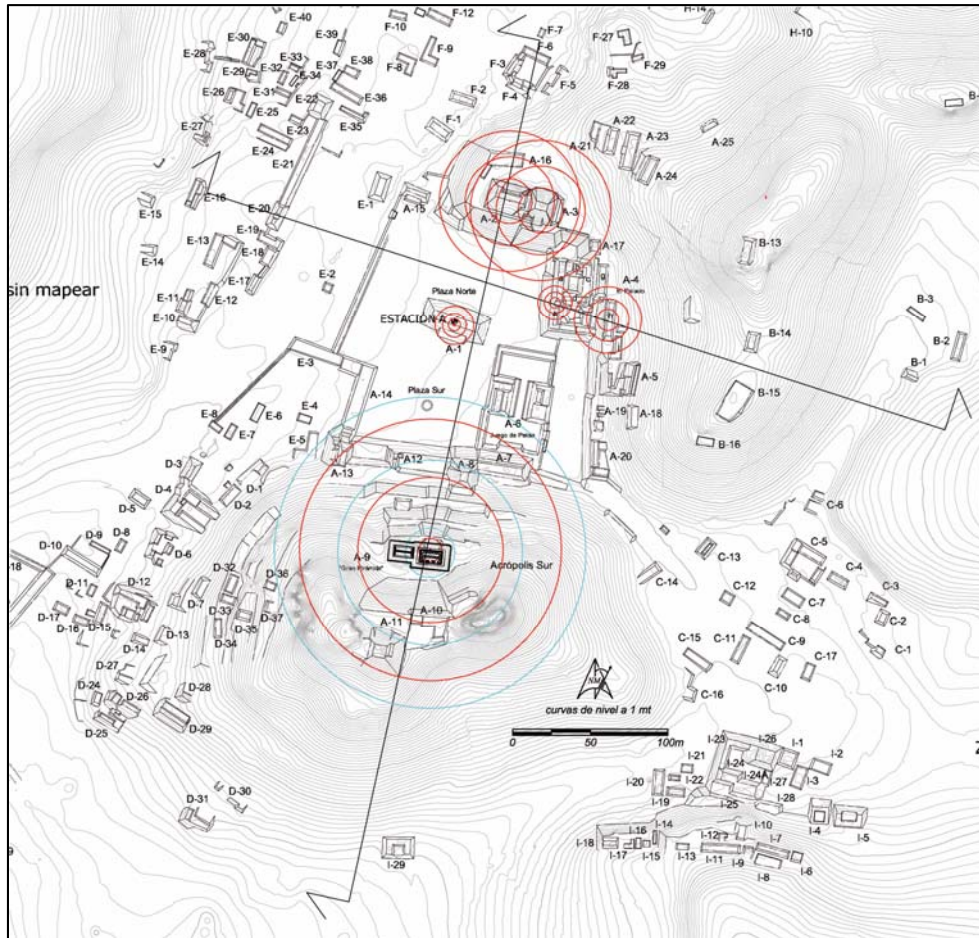 E-40
F-10
F-12
H-14
H-10
E-30
E-39
F-9
F-7
F-27
E-28
E-33
E-37
E-38
F-8
F-6
F-29
E-29
E-32
E-34
F-3
F-28
E-26
E-31
E-36
F-2
F-4
F-5
E-25
E-22
E-35
E-27
E-23
F-1
A-21
A-22
A-23
A-25
E-24
E-21
A-16
A-24
E-16
E-1
A-15
E-15
E-20
A-2
A-3
E-19
E-13
E-18
A-17
B-13
E-14
E-2
A-4
sin mapear
E-17
Plaza Norte
E-11
E-12
B-3
E-10
ESTACIÓN A
B-14
B-2
E-9
A-1
B-1
E-3
A-5
Plaza Sur
B-15
A-14
E-8
E-6
E-4
A-6
A-19
A-18
Juego de Pelota
E-7
E-5
B-16
A-20
D-3
A-13
A12
A-8
A-7
D-4
D-1
D-5
D-2
C-6
D-10
D-9
D-8
D-6
A-9
"Gran Pirámide"
Acrópolis Sur
C-13
C-5
18
C-4
D-11
D-12
D-32
D-36
C-14
C-12
C-3
D-17
D-7
D-33
A-10
C-7
D-16
D-15
D-35
D-37
C-8
C-2
D-13
D-34
A-11
C-9
D-14
C-15
C-11
C-1
D-27
NM
C-17
D-24
D-28
C-10
D-26
C-16
curvas de nivel a 1 mt
D-25
D-29
0
50
100m
I-23
I-26
I-1
I-2
I-21
I-24
D-31
D-30
I-20
I-22
I-24A
I-27
I-3
I-19
I-25
I-28
I-14
I-10
I-4
I-5
I-18
I-16
I-12
I-7
I-29
I-17
I-15
I-13
I-11
I-9
I-6
I-8